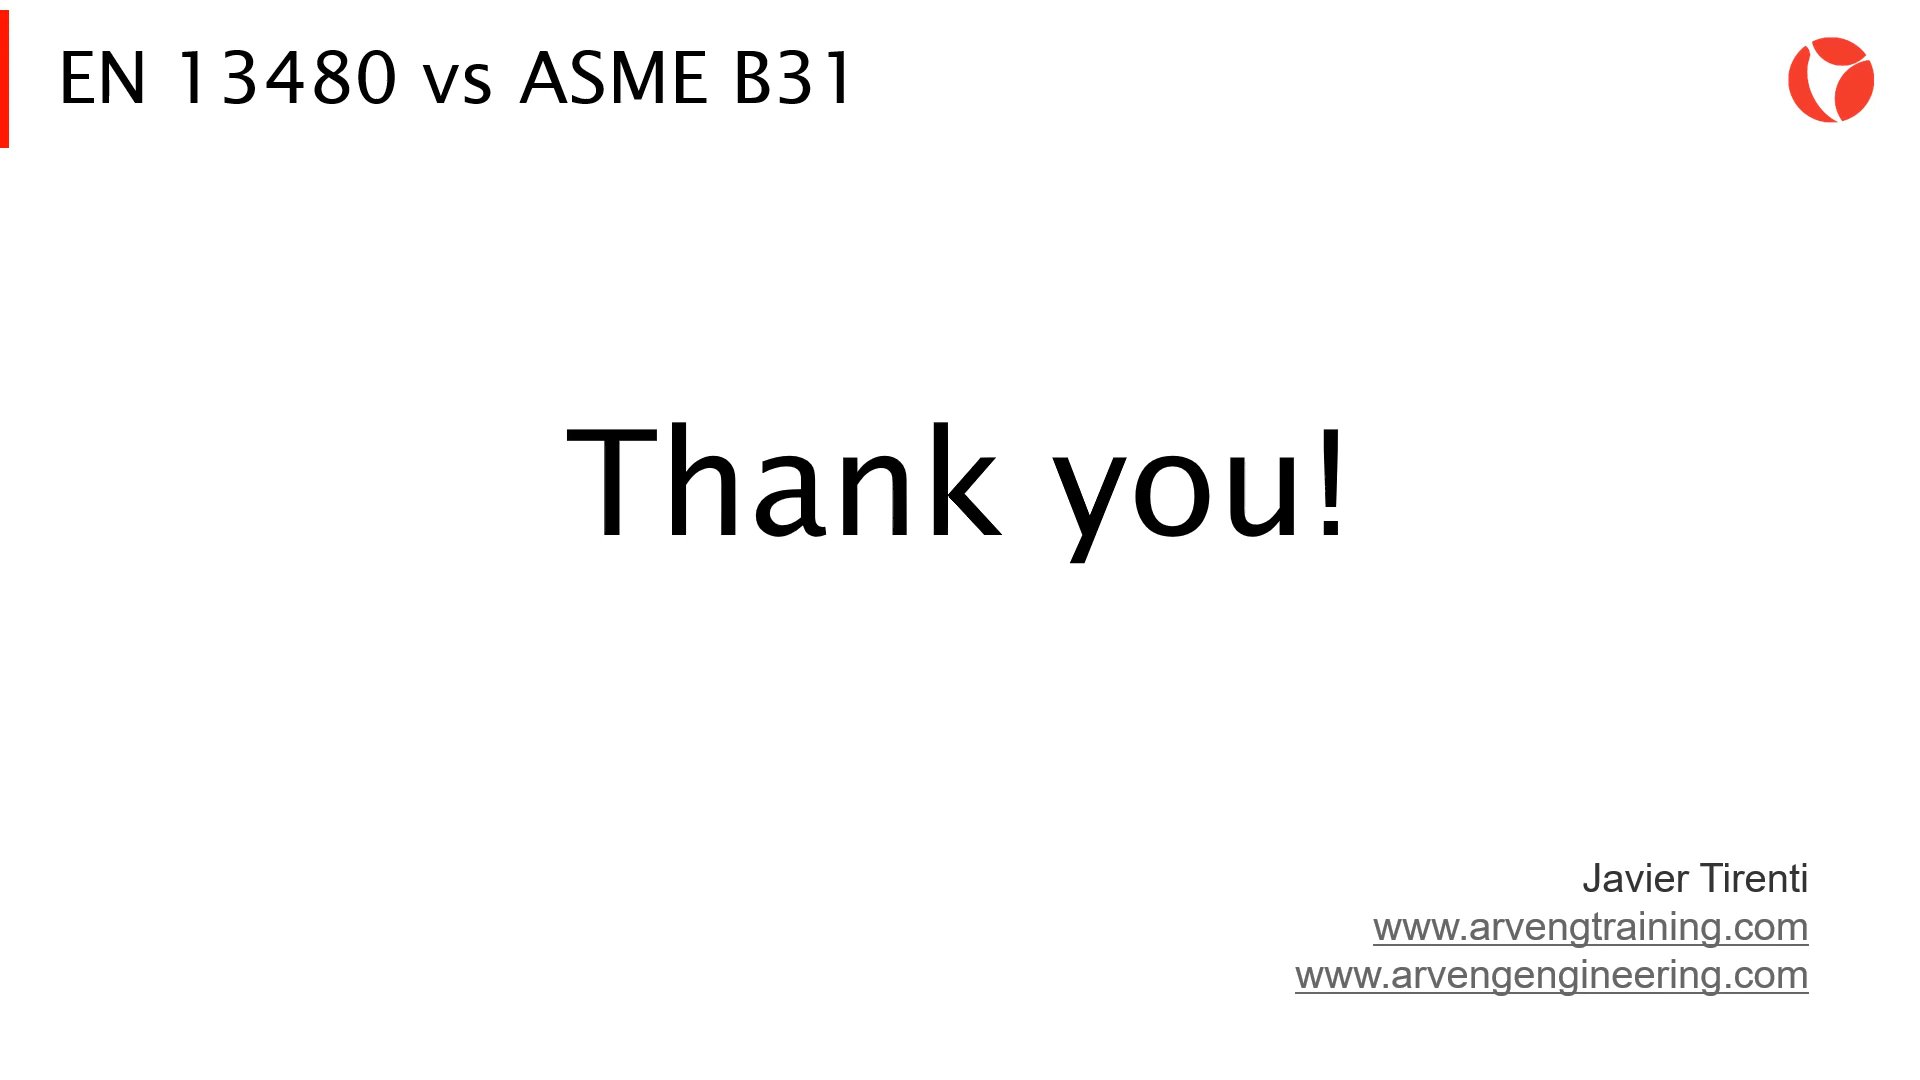 EN 13480 vs ASME B31
Thank you!
Javier Tirenti
www.arvengtraining.com
www.arvengengineering.com